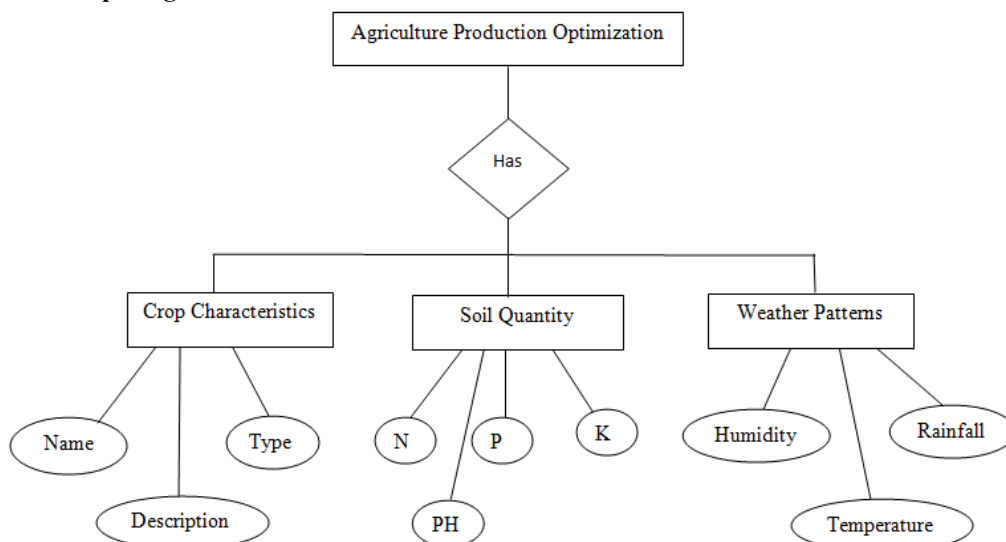 Agriculture Production Optimization
Has
Crop Characteristics
Soil Quantity
Weather Patterns
Name
Type
N
P
K
Humidity
Rainfall
Description
PH
Temperature